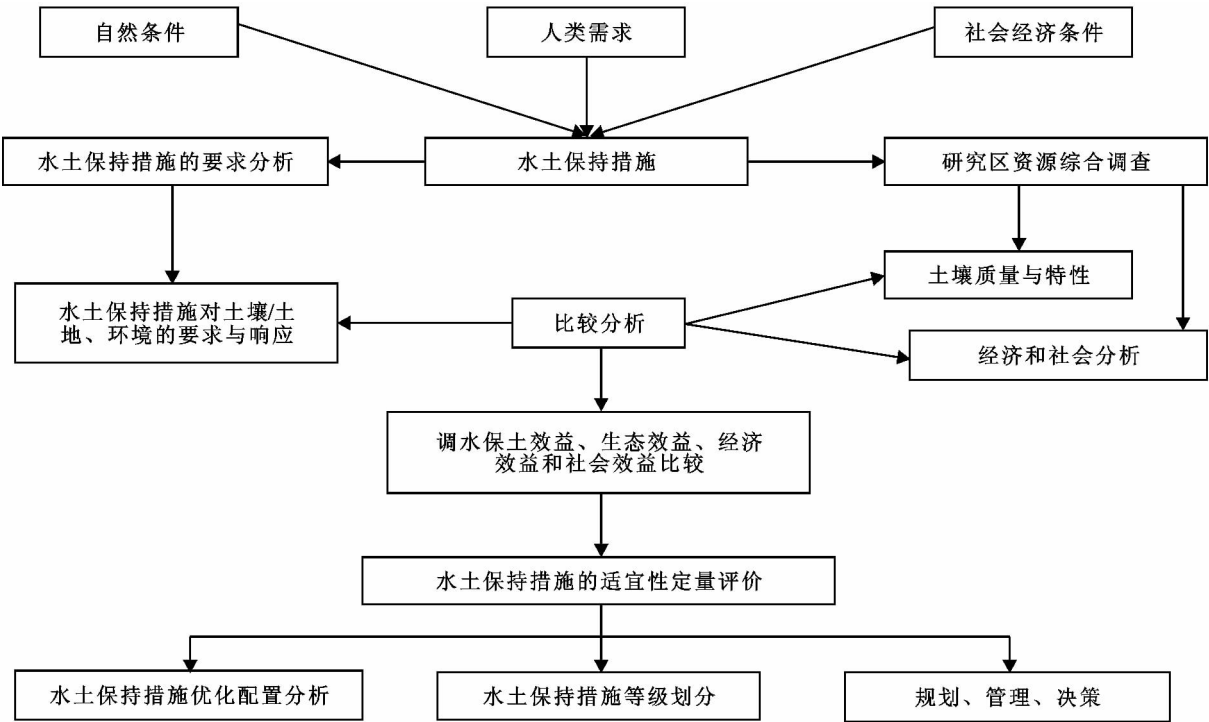 自然条件
人类需求
社会经济条件
水土保持措施的要求分析
水土保持措施
研究区资源综合调查
土壤质量与特性
水土保持措施对土壤/土
地、环境的要求与响应
比较分析
经济和社会分析
调水保土效益、生态效益、经济
效益和社会效益比较
水土保持措施的适宜性定量评价
水土保持措施优化配置分析
水土保持措施等级划分
规划、管理、决策